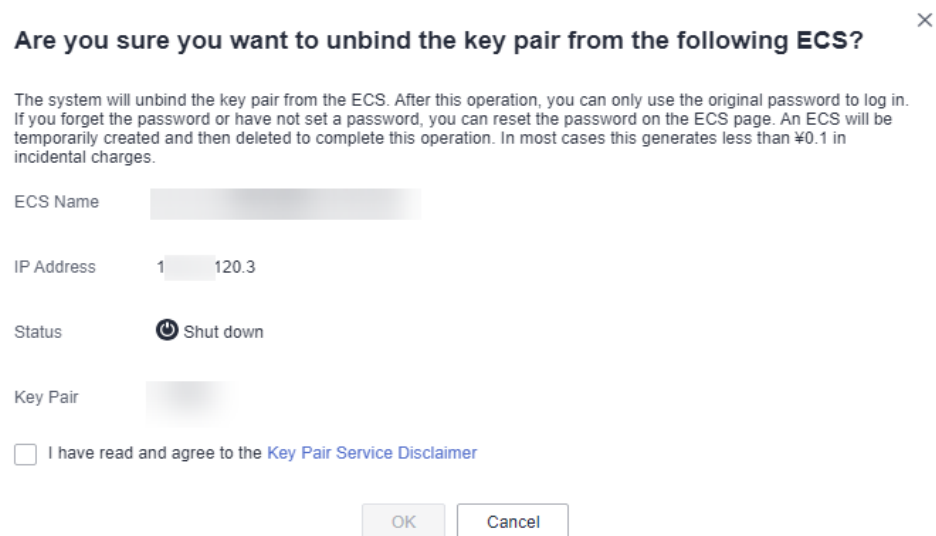 Are you sure you want to unbind the key pair from the following ECS?
The system will unbind the key pair from the ECS. After this operation, you can only use the original password to log in.
If you forget the password or have not set a password, you can reset the password on the ECS page. An ECS will be
temporarily created and then deleted to complete this operation. In most cases this generates less than ¥0.1 in
incidental charges.
ECS Name
IP Address 1 120.3
Status Shut down
Key Pair
I have read and agree to the Key Pair Service Disclaimer
OK Cancel